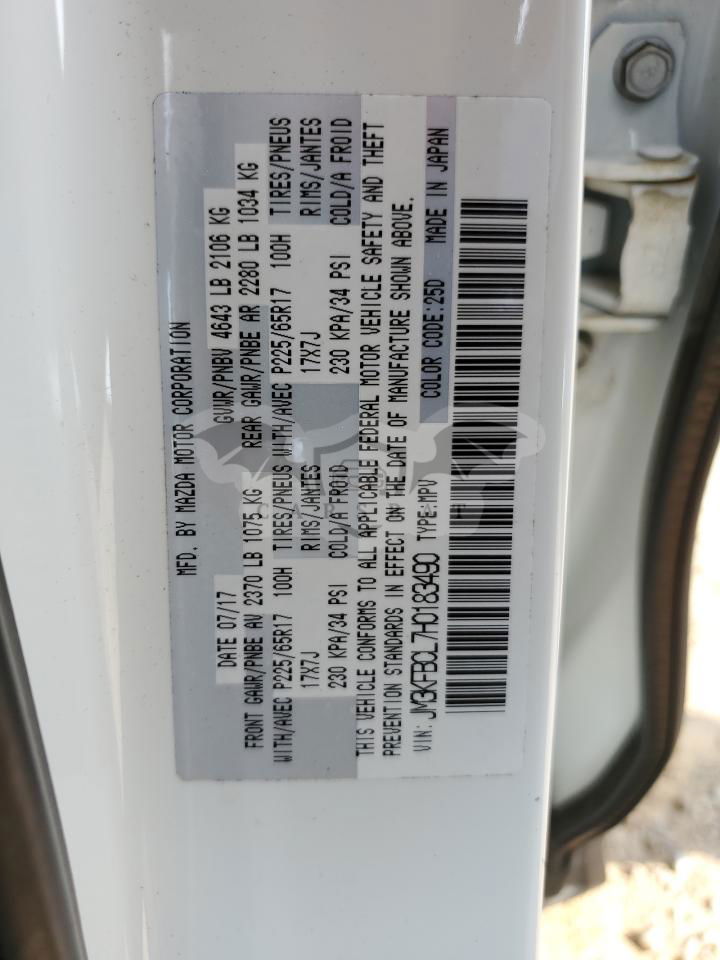 MFD. BY MAZDA MOTOR CORPORATION
DATE 07/17 GVWR/PNBV 4643 LB 2106 KG
FRONT GAWR/PNBE AV 2370 LB 1075 KG REAR GAWR/PNBE AR 2280 LB 1034 KG
WITH/AVEC P225/65R17 100H TIRES/PNEUS WITH/AVEC P225/65R17 100H TIRES/PNEUS
17X7J RIMS/JANTES 17X7J RIMS/JANTES
230 KPA/34 PSI COLD/A FROID 230 KPA/34 PSI COLD/A FROID
THIS VEHICLE CONFORMS TO ALL APPLICABLE FEDERAL MOTOR VEHICLE SAFETY AND THEFT
PREVENTION STANDARDS IN EFFECT ON THE DATE OF MANUFACTURE SHOWN ABOVE.
VIN: JM3KFBCL7H0183490 TYPE:MPV COLOR CODE:25D MADE IN JAPAN